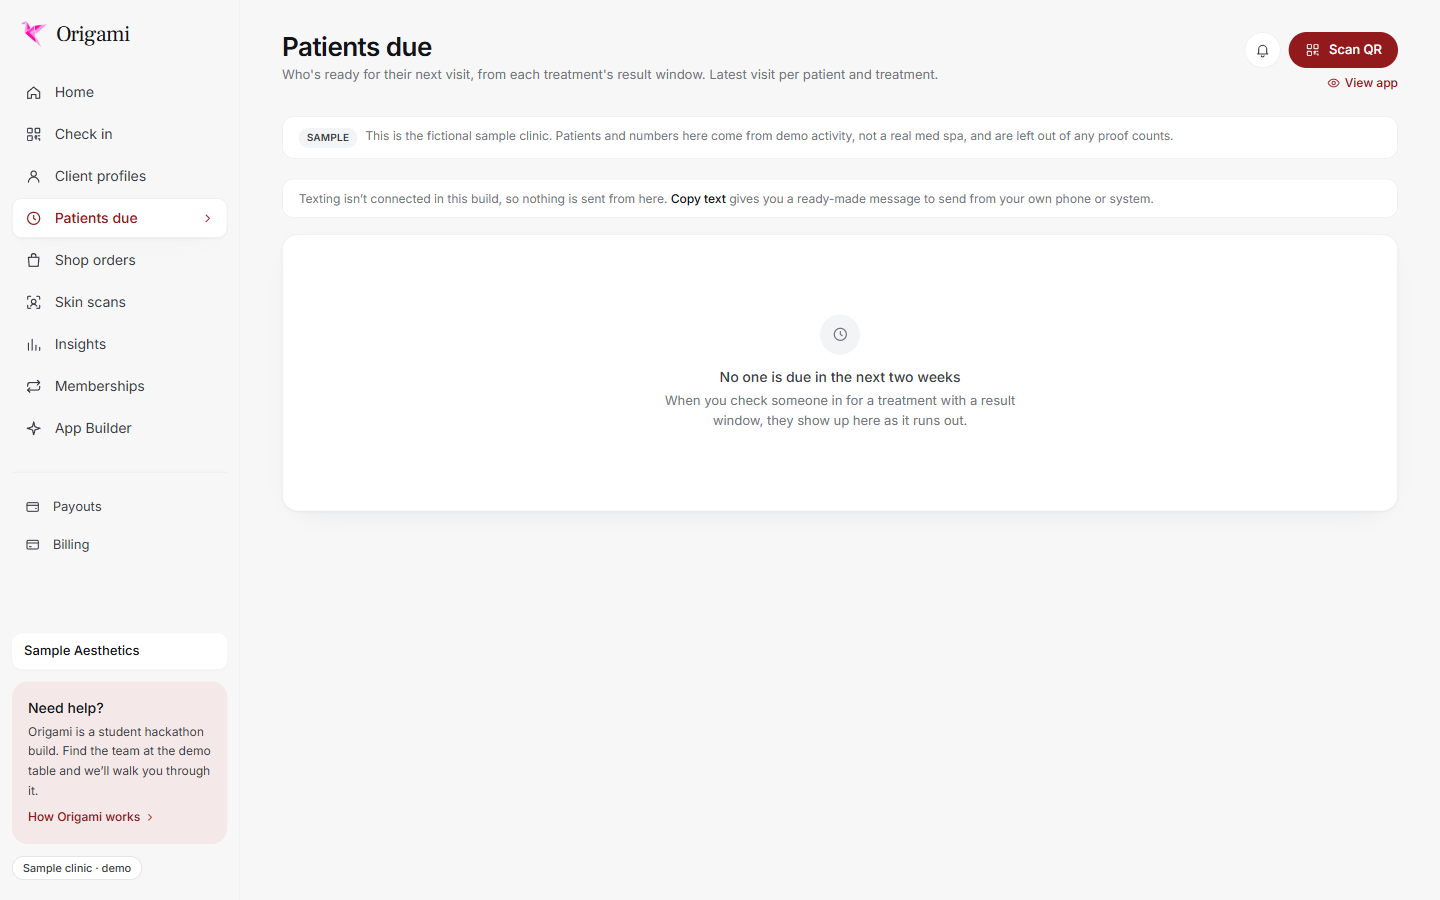 Origami
Home
Check in
Client profiles
Patients due
Shop orders
Skin scans
Insights
Memberships
App Builder
Payouts
Billing
Sample Aesthetics
Need help?
Origami is a student hackathon
build. Find the team at the demo
table and we’ll walk you through
it.
How Origami works
Sample clinic · demo
Patients due
Who's ready for their next visit, from each treatment's result window. Latest visit per patient and treatment.
Scan QR
View app
SAMPLE This is the fictional sample clinic. Patients and numbers here come from demo activity, not a real med spa, and are left out of any proof counts.
Texting isn’t connected in this build, so nothing is sent from here. Copy text gives you a ready-made message to send from your own phone or system.
No one is due in the next two weeks
When you check someone in for a treatment with a result
window, they show up here as it runs out.